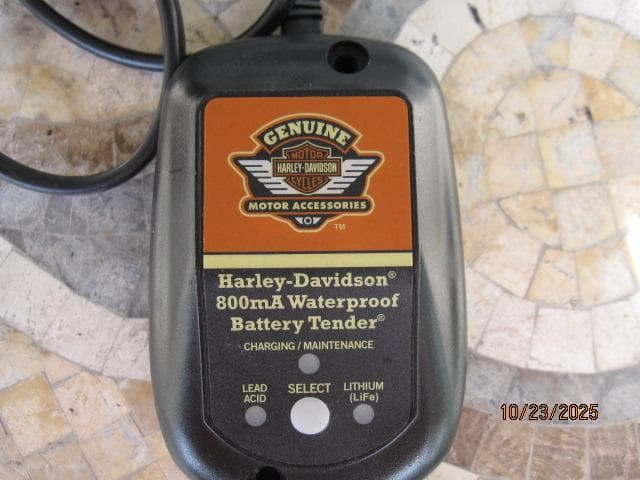 GENUINE
MOTOR
HARLEY-DAVIDSON
CYCLES
MOTOR ACCESSORIES
TM
Harley-Davidson®
800mA Waterproof
Battery Tender®
CHARGING / MAINTENANCE
LEAD ACID
SELECT
LITHIUM (LiFe)
10/23/2025